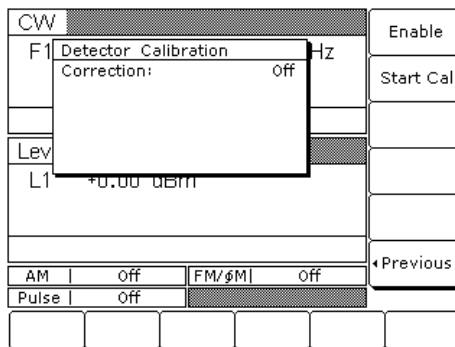 CW
F1 Hz
Detector Calibration
Correction: Off
Lev
L1 +0.00 dBm
AM | Off FM/ϕM| Off
Pulse | Off
Enable
Start Cal
◂Previous